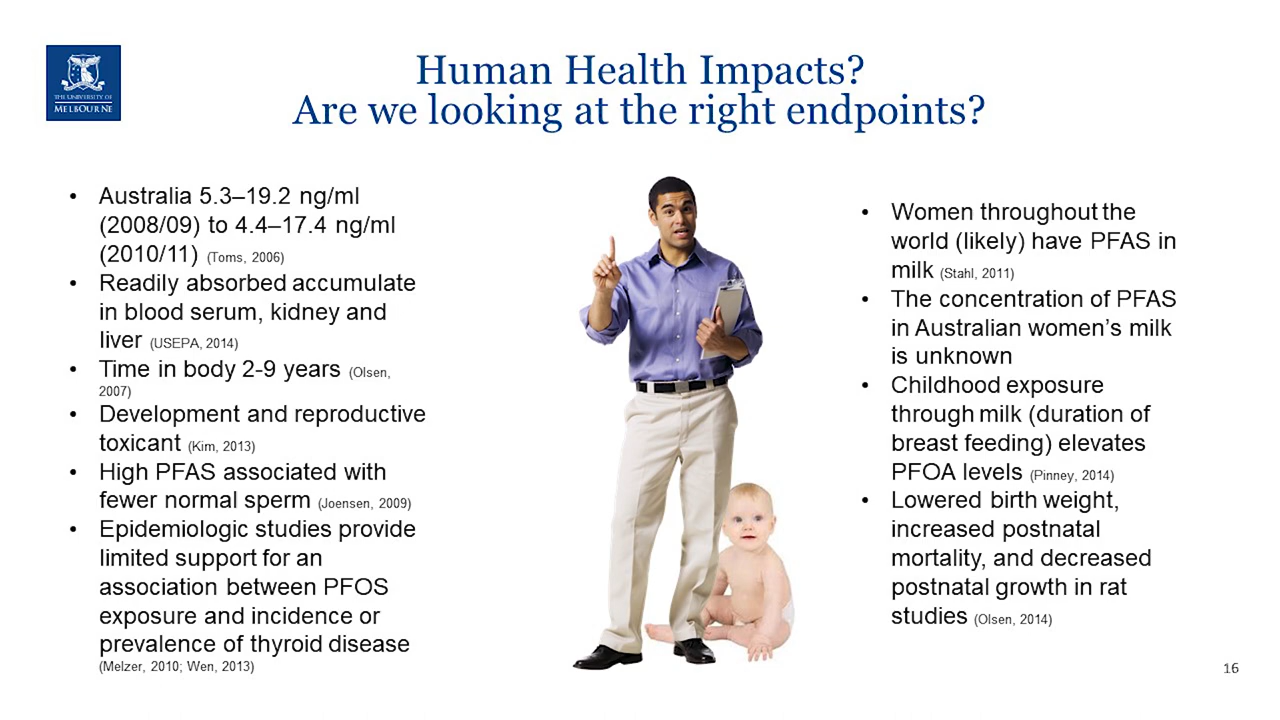 THE UNIVERSITY OF
MELBOURNE
Human Health Impacts?
Are we looking at the right endpoints?
• Australia 5.3–19.2 ng/ml
(2008/09) to 4.4–17.4 ng/ml
(2010/11) (Toms, 2006)
• Readily absorbed accumulate
in blood serum, kidney and
liver (USEPA, 2014)
• Time in body 2-9 years (Olsen,
2007)
• Development and reproductive
toxicant (Kim, 2013)
• High PFAS associated with
fewer normal sperm (Joensen, 2009)
• Epidemiologic studies provide
limited support for an
association between PFOS
exposure and incidence or
prevalence of thyroid disease
(Melzer, 2010; Wen, 2013)
• Women throughout the
world (likely) have PFAS in
milk (Stahl, 2011)
• The concentration of PFAS
in Australian women’s milk
is unknown
• Childhood exposure
through milk (duration of
breast feeding) elevates
PFOA levels (Pinney, 2014)
• Lowered birth weight,
increased postnatal
mortality, and decreased
postnatal growth in rat
studies (Olsen, 2014)
16